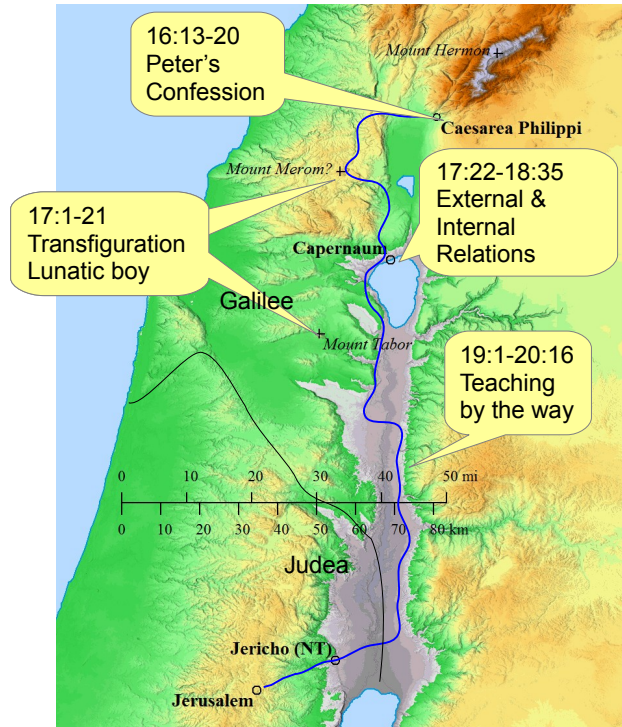 16:13-20
Peter's
Confession
Mount Hermon
Caesarea Philippi
Mount Merom?
17:22-18:35
External &
Internal
Relations
17:1-21
Transfiguration
Lunatic boy
Capernaum
Galilee
Mount Tabor
19:1-20:16
Teaching
by the way
0 10 20 30 40 50 mi
0 10 20 30 40 50 60 70 80 km
Judea
Jericho (NT)
Jerusalem